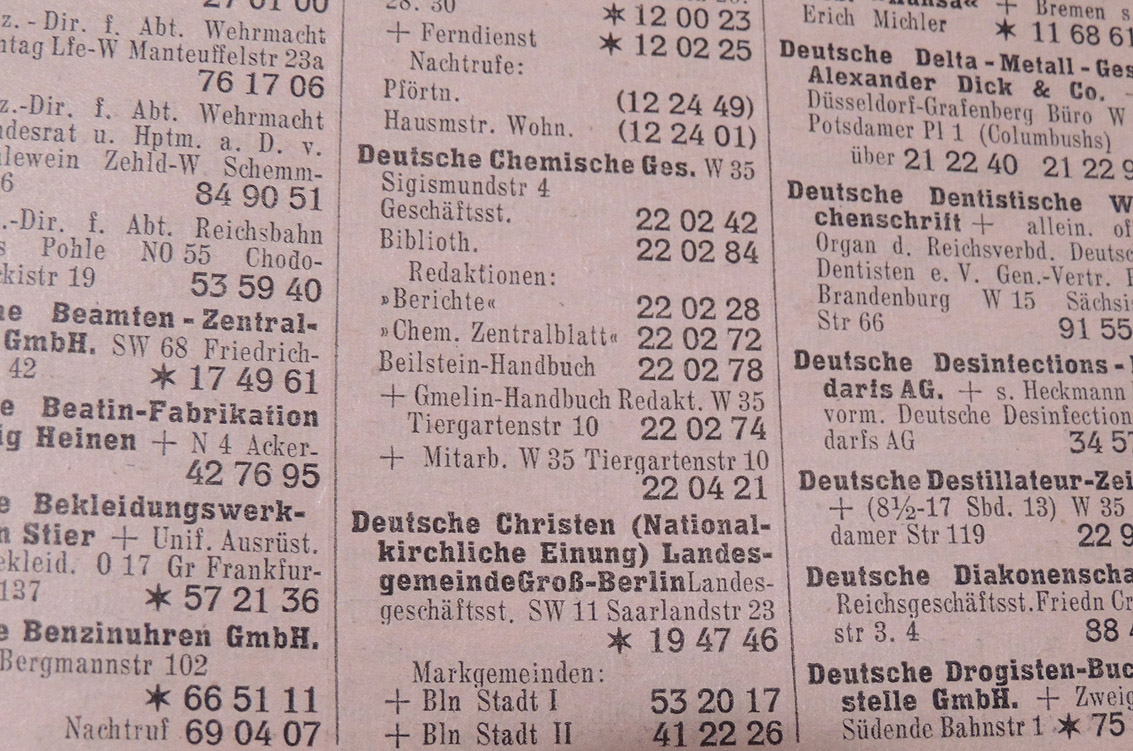 27 01 00
z. - Dir. f. Abt. Wehrmacht
Lfe-W Manteuffelstr 23a
76 17 06
z.-Dir. f. Abt. Wehrmacht
u. Hptm. a. D. v.
Zehld-W Schemm-
6
84 90 51
.-Dir. f. Abt. Reichsbahn
Pohle NO 55 Chodo-
19
53 59 40
Beamten - Zentral-
GmbH. SW 68 Friedrich-
42 ✶ 17 49 61
Beatin-Fabrikation
Heinen + N 4 Acker-
42 76 95
Bekleidungswerk-
Stier + Unif. Ausrüst.
O 17 Gr Frankfur-
137 ✶ 57 21 36
Benzinuhren GmbH.
Bergmannstr 102
✶ 66 51 11
Nachtruf 69 04 07
28. 30
✶ 12 00 23
+ Ferndienst ✶ 12 02 25
Nachtrufe:
Pförtn. (12 24 49)
Hausmstr. Wohn. (12 24 01)
Deutsche Chemische Ges. W 35
Sigismundstr 4
Geschäftsst. 22 02 42
Biblioth. 22 02 84
Redaktionen:
»Berichte« 22 02 28
»Chem. Zentralblatt« 22 02 72
Beilstein-Handbuch 22 02 78
+ Gmelin-Handbuch Redakt. W 35
Tiergartenstr 10 22 02 74
+ Mitarb. W 35 Tiergartenstr 10
22 04 21
Deutsche Christen (National-
kirchliche Einung) Landes-
gemeindeGroß-BerlinLandes-
geschäftsst. SW 11 Saarlandstr 23
✶ 19 47 46
Markgemeinden:
+ Bln Stadt I 53 20 17
+ Bln Stadt II 41 22 26
+ Bremen s
Erich Michler ✶ 11 68 61
Deutsche Delta - Metall - Ges
Alexander Dick & Co. -
Düsseldorf-Grafenberg Büro W
Potsdamer Pl 1 (Columbushs)
über 21 22 40 21 22 9
Deutsche Dentistische W
chenschrift + allein. of
Organ d. Reichsverbd. Deutsc
Dentisten e. V. Gen.-Vertr.
Brandenburg W 15 Sächsi
Str 66 91 55
Deutsche Desinfections -
darfs AG. + s. Heckmann
vorm. Deutsche Desinfection
darfs AG 34 57
Deutsche Destillateur-Zei
+ (8½-17 Sbd. 13) W 35
damer Str 119 22 9
Deutsche Diakonenscha
Reichsgeschäftsst.Friedn Cr
str 3. 4 88 4
Deutsche Drogisten-Buc
stelle GmbH. + Zweig
Südende Bahnstr 1 ✶ 75